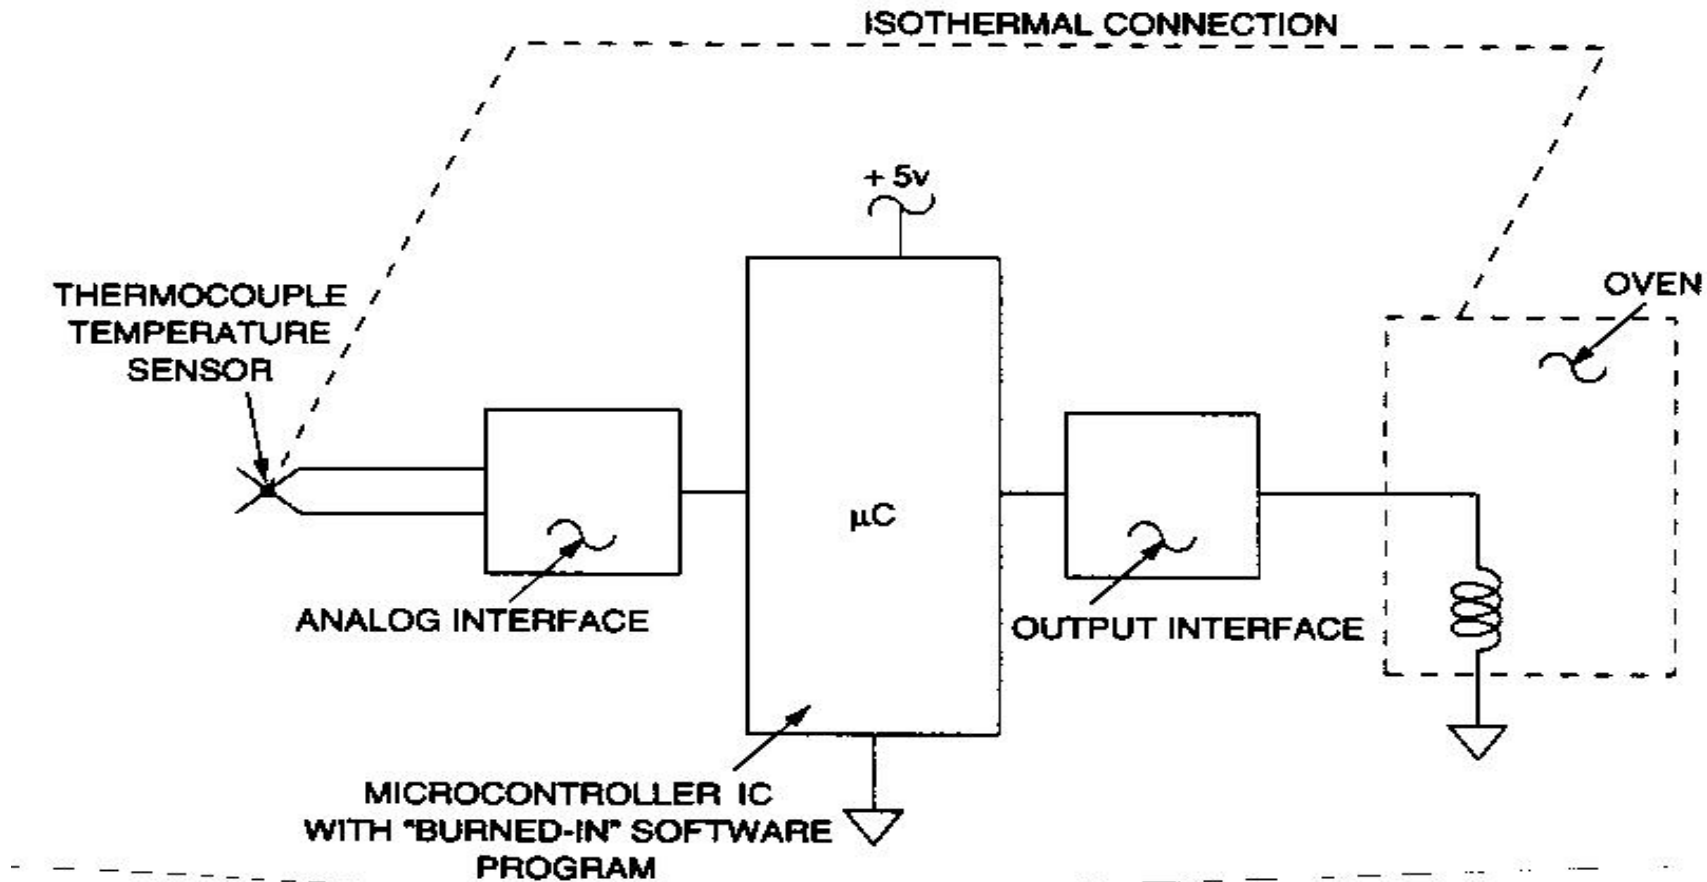 ISOTHERMAL CONNECTION
+ 5v
THERMOCOUPLE
TEMPERATURE
SENSOR
OVEN
μC
ANALOG INTERFACE
OUTPUT INTERFACE
MICROCONTROLLER IC
WITH "BURNED-IN" SOFTWARE
PROGRAM